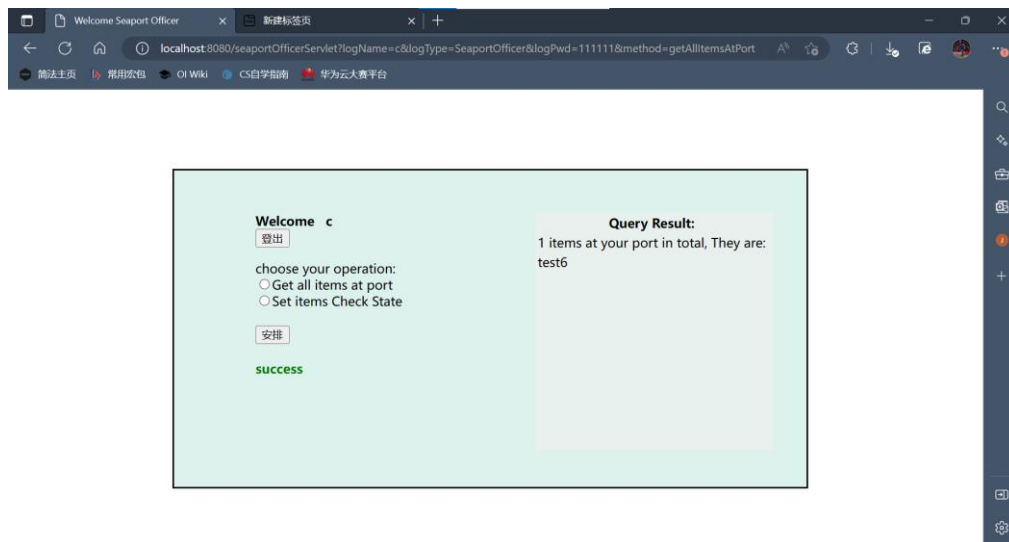 Welcome Seaport Officer
新建标签页
localhost:8080/seaportOfficerServlet?logName=c&logType=SeaportOfficer&logPwd=111111&method=getAllItemsAtPort
简法主页 常用宏包 OI Wiki CS自学指南 华为云大赛平台
Welcome c
登出
choose your operation:
Get all items at port
Set items Check State
安排
success
Query Result:
1 items at your port in total, They are:
test6